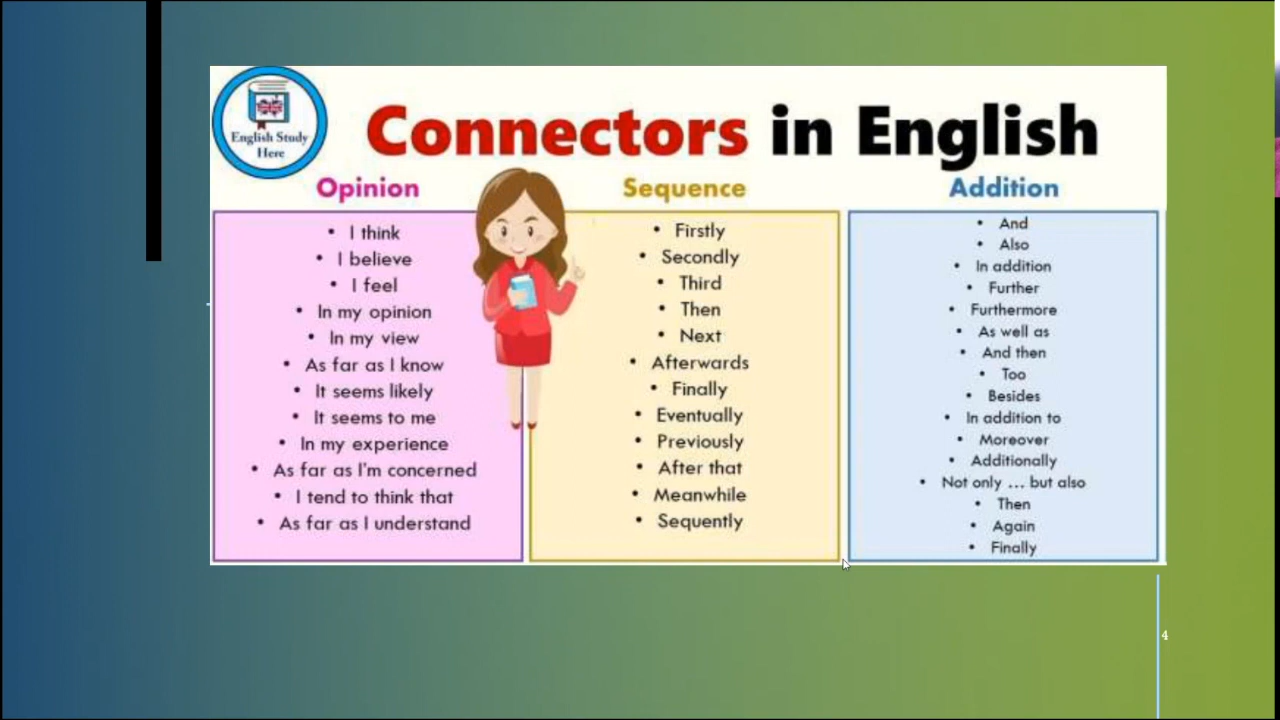 English Study
Here
Connectors in English
Opinion
• I think
• I believe
• I feel
• In my opinion
• In my view
• As far as I know
• It seems likely
• It seems to me
• In my experience
• As far as I'm concerned
• I tend to think that
• As far as I understand
Sequence
• Firstly
• Secondly
• Third
• Then
• Next
• Afterwards
• Finally
• Eventually
• Previously
• After that
• Meanwhile
• Sequently
Addition
• And
• Also
• In addition
• Further
• Furthermore
• As well as
• And then
• Too
• Besides
• In addition to
• Moreover
• Additionally
• Not only ... but also
• Then
• Again
• Finally
4